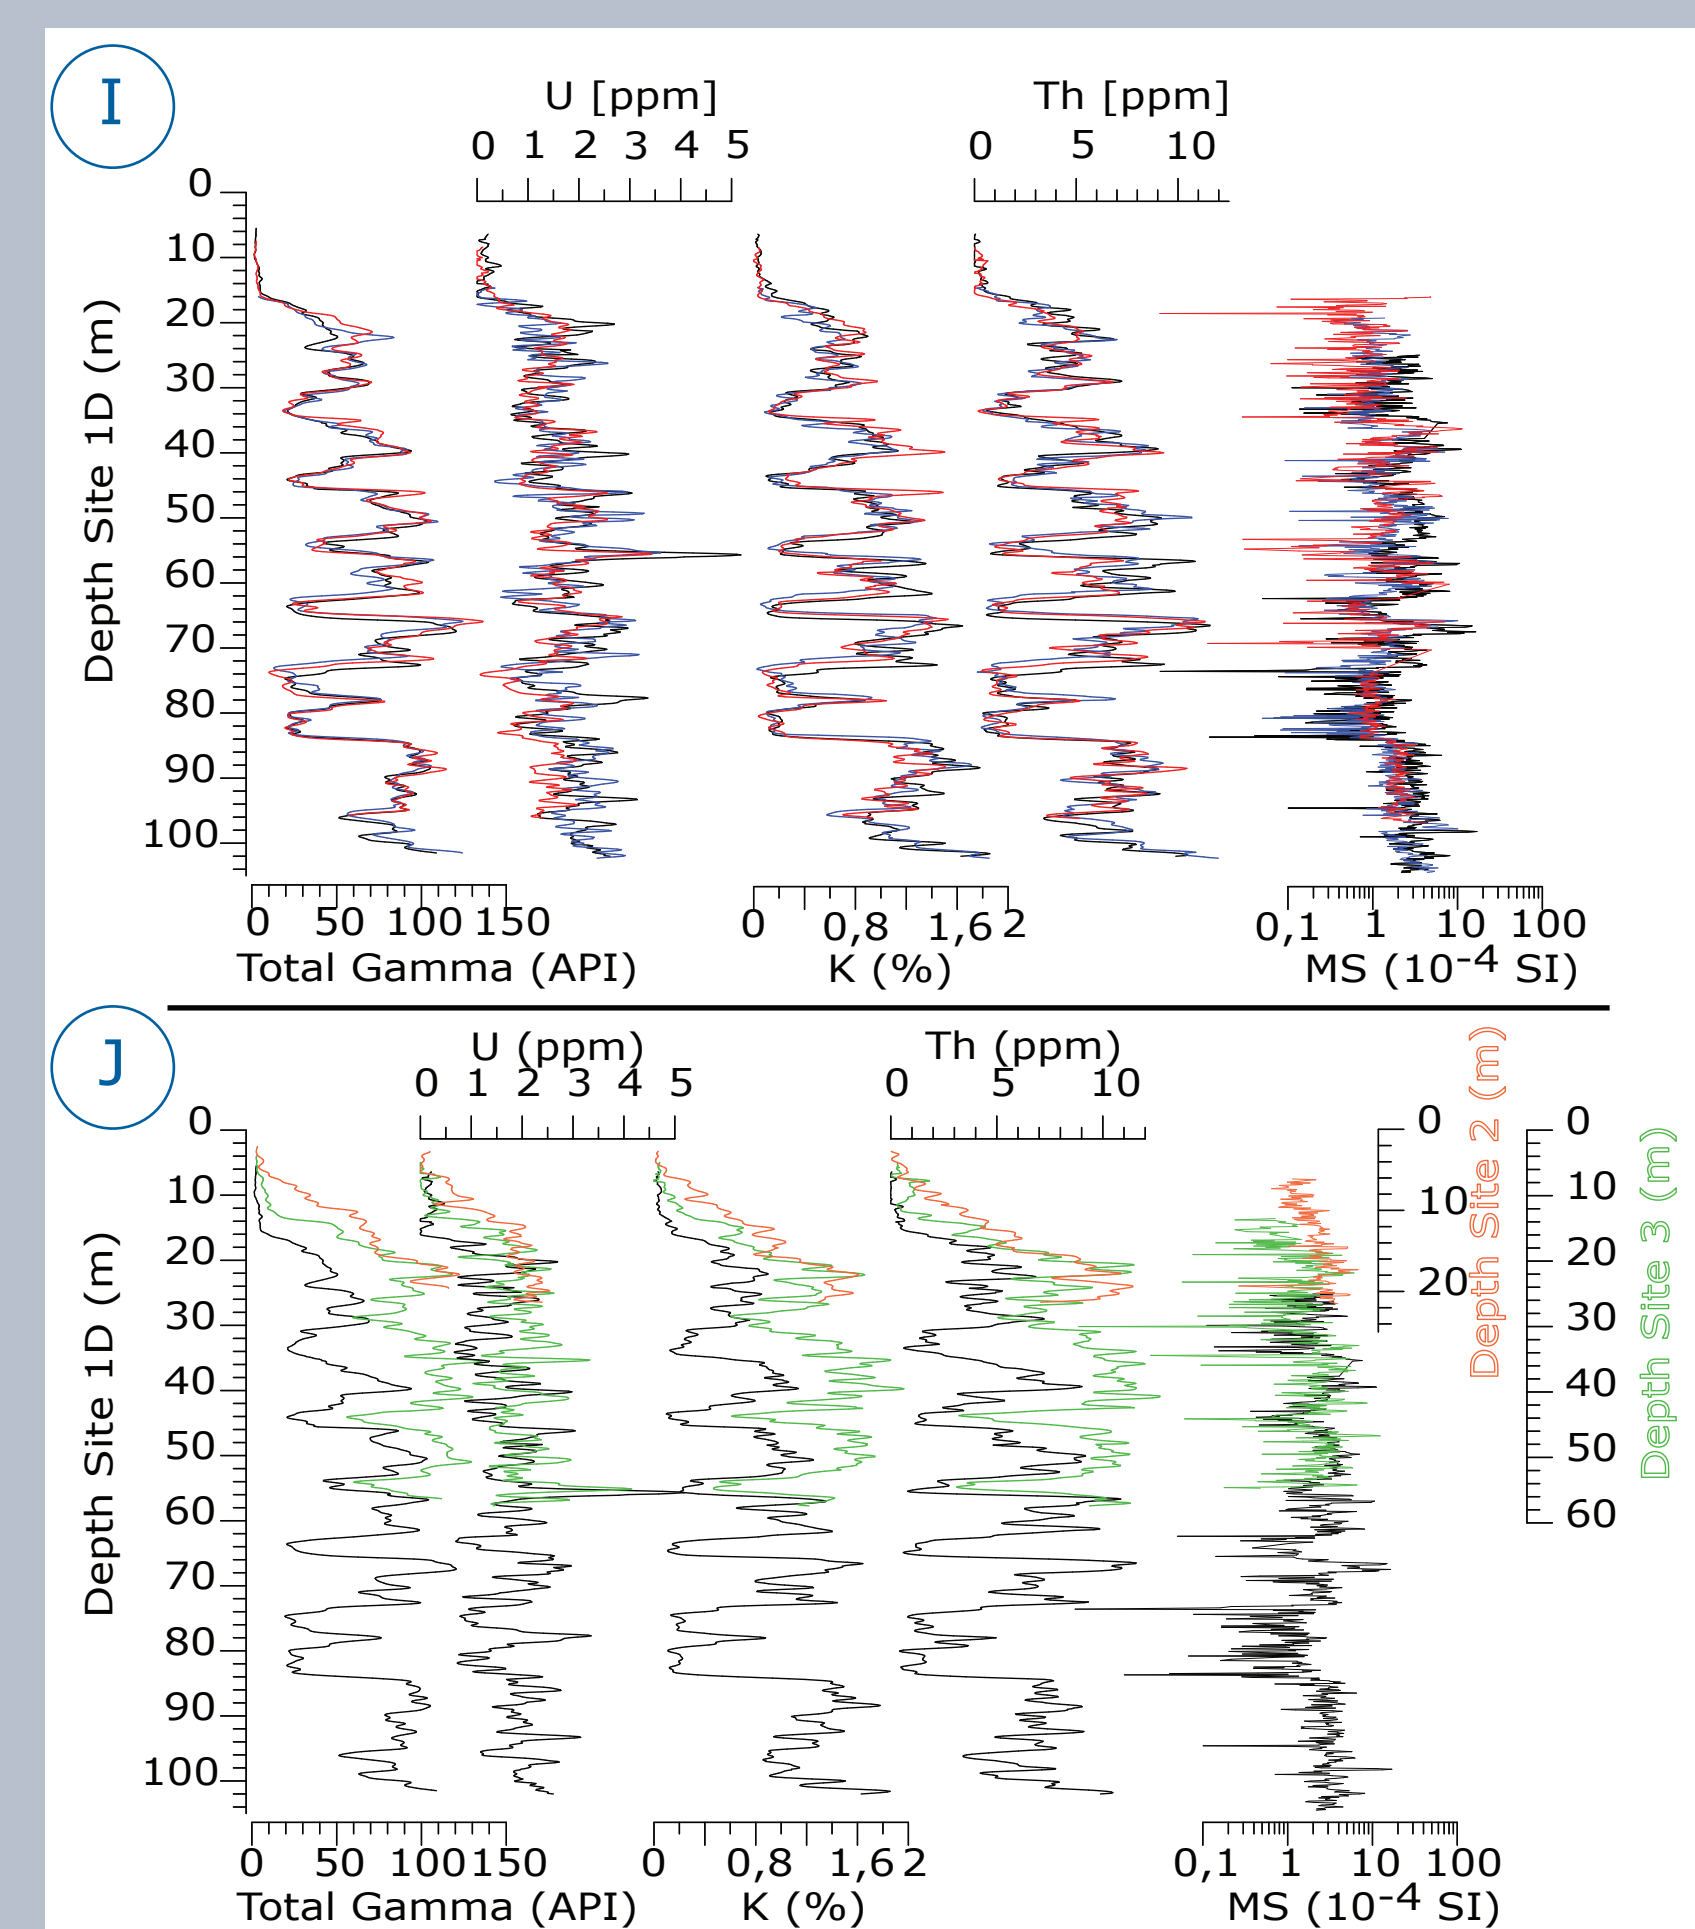 I
U [ppm]
0 1 2 3 4 5
Th [ppm]
0 5 10
Depth Site 1D (m)
0
10
20
30
40
50
60
70
80
90
100
0 50 100 150
Total Gamma (API)
0 0,8 1,6 2
K (%)
0,1 1 10 100
MS (10-4 SI)
J
U (ppm)
0 1 2 3 4 5
Th (ppm)
0 5 10
Depth Site 1D (m)
0
10
20
30
40
50
60
70
80
90
100
0
10
20
Depth Site 2 (m)
0
10
20
30
40
50
60
Depth Site 3 (m)
0 50 100 150
Total Gamma (API)
0 0,8 1,6 2
K (%)
0,1 1 10 100
MS (10-4 SI)